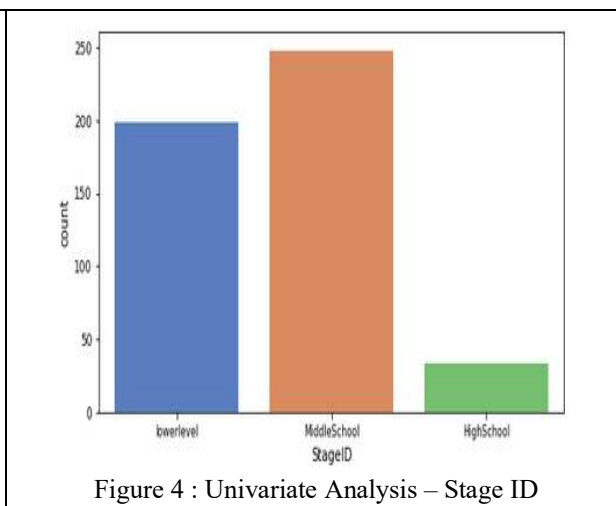 250
200
150
100
50
0
count
lowerlevel MiddleSchool HighSchool
StageID
Figure 4 : Univariate Analysis – Stage ID